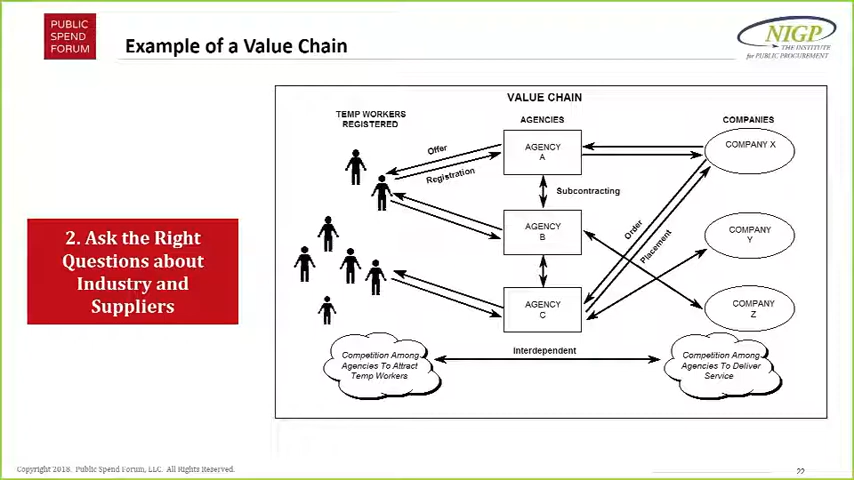 PUBLIC
SPEND
FORUM
Example of a Value Chain
NIGP
THE INSTITUTE
for PUBLIC PROCUREMENT
2. Ask the Right
Questions about
Industry and
Suppliers
VALUE CHAIN
TEMP WORKERS
REGISTERED
AGENCIES
COMPANIES
Offer
Registration
AGENCY
A
COMPANY X
Subcontracting
AGENCY
B
Order
Placement
COMPANY
Y
AGENCY
C
COMPANY
Z
Competition Among
Agencies To Attract
Temp Workers
Interdependent
Competition Among
Agencies To Deliver
Service
Copyright 2018. Public Spend Forum, LLC. All Rights Reserved.
22